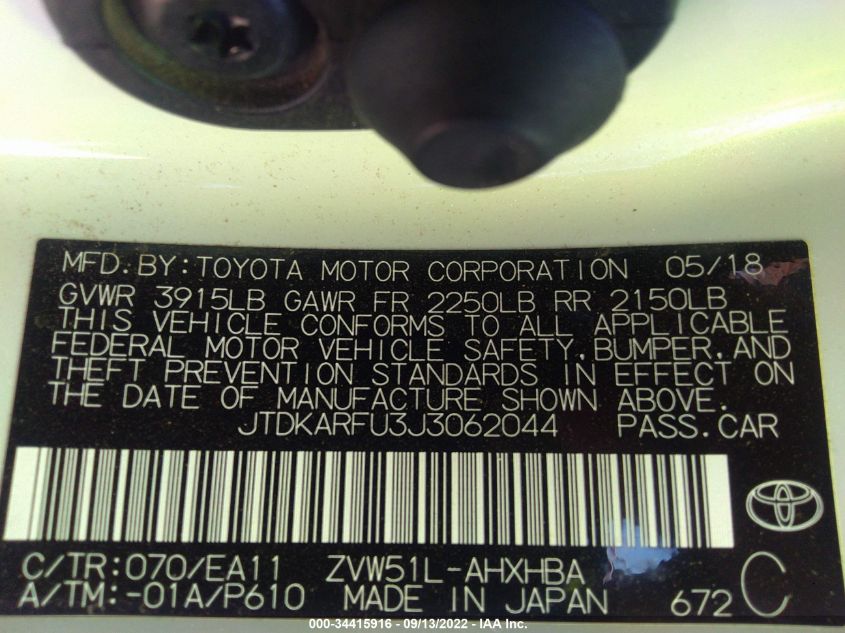 MFD.BY:TOYOTA MOTOR CORPORATION 05/18
GVWR 3915LB GAWR FR 2250LB RR 2150LB
THIS VEHICLE CONFORMS TO ALL APPLICABLE
FEDERAL MOTOR VEHICLE SAFETY,BUMPER,AND
THEFT PREVENTION STANDARDS IN EFFECT ON
THE DATE OF MANUFACTURE SHOWN ABOVE.
JTDKARFU3J3062044 PASS.CAR
C/TR:070/EA11 ZVW51L-AHXHBA C
A/TM:-01A/P610 MADE IN JAPAN 672
000-34415916 - 09/13/2022 - IAA Inc.